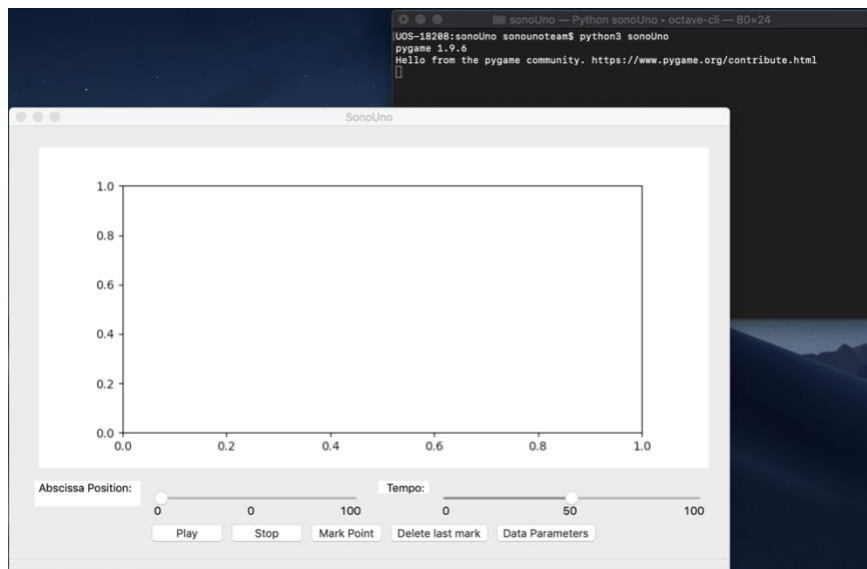 sonoUno — Python sonoUno • octave-cli — 80×24
UOS-18208:sonoUno sonounoteam$ python3 sonoUno
pygame 1.9.6
Hello from the pygame community. https://www.pygame.org/contribute.html
SonoUno
1.0
0.8
0.6
0.4
0.2
0.0
0.0 0.2 0.4 0.6 0.8 1.0
Abscissa Position: Tempo:
0 0 100 0 50 100
Play Stop Mark Point Delete last mark Data Parameters